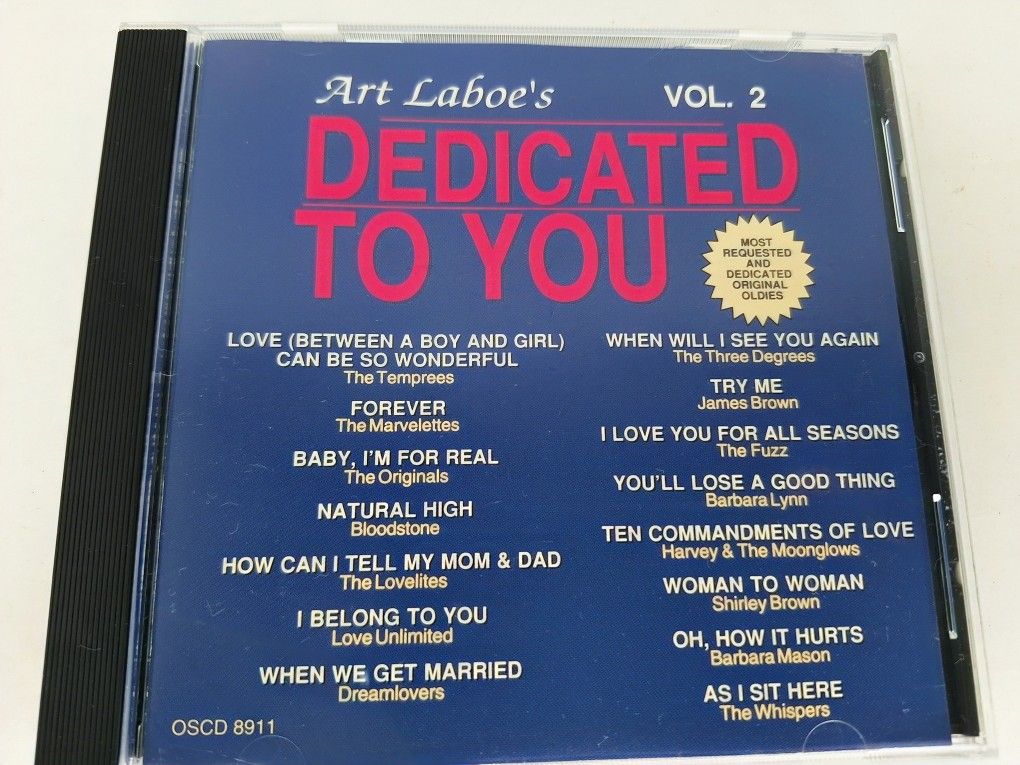 Art Laboe's
VOL. 2
DEDICATED
TO YOU
MOST
REQUESTED
AND
DEDICATED
ORIGINAL
OLDIES
LOVE (BETWEEN A BOY AND GIRL)
CAN BE SO WONDERFUL
The Temprees
FOREVER
The Marvelettes
BABY, I'M FOR REAL
The Originals
NATURAL HIGH
Bloodstone
HOW CAN I TELL MY MOM & DAD
The Lovelites
I BELONG TO YOU
Love Unlimited
WHEN WE GET MARRIED
Dreamlovers
WHEN WILL I SEE YOU AGAIN
The Three Degrees
TRY ME
James Brown
I LOVE YOU FOR ALL SEASONS
The Fuzz
YOU'LL LOSE A GOOD THING
Barbara Lynn
TEN COMMANDMENTS OF LOVE
Harvey & The Moonglows
WOMAN TO WOMAN
Shirley Brown
OH, HOW IT HURTS
Barbara Mason
AS I SIT HERE
The Whispers
OSCD 8911